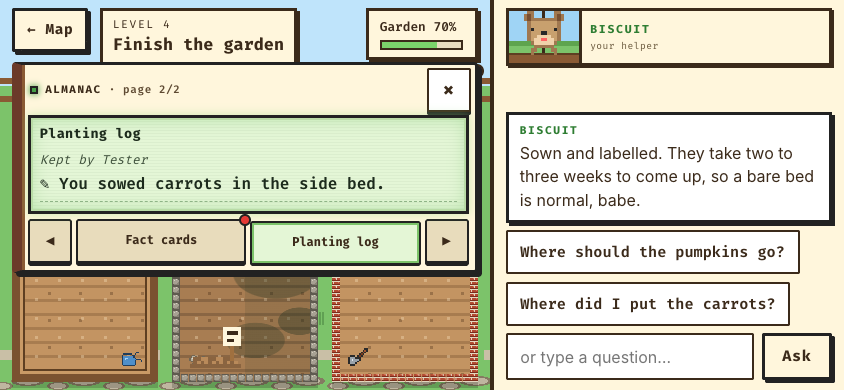 ← Map
LEVEL 4
Finish the garden
Garden 70%
ALMANAC · page 2/2
✖
Planting log
Kept by Tester
✎ You sowed carrots in the side bed.
◀
Fact cards
Planting log
▶
BISCUIT
your helper
BISCUIT
Sown and labelled. They take two to
three weeks to come up, so a bare bed
is normal, babe.
Where should the pumpkins go?
Where did I put the carrots?
or type a question...
Ask